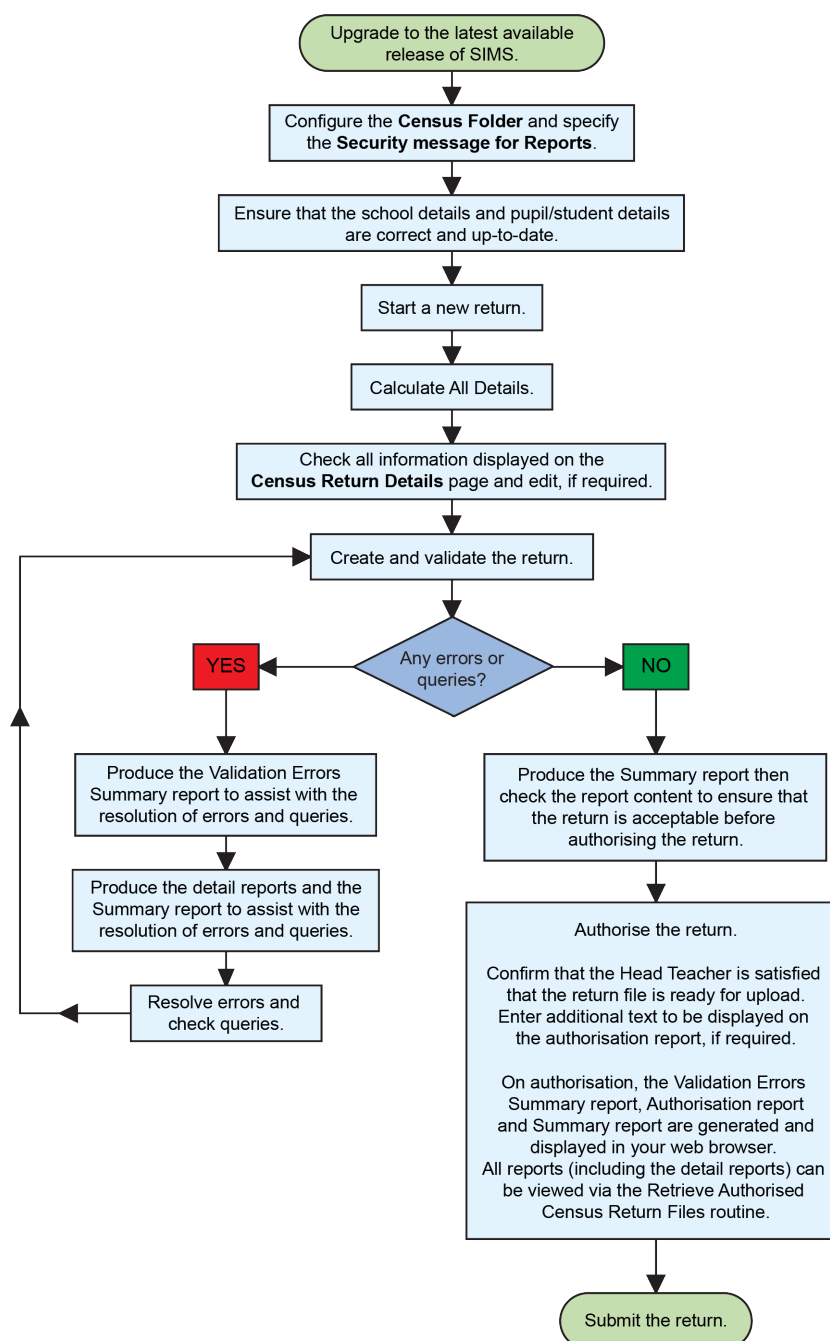 Upgrade to the latest available
release of SIMS.
Configure the Census Folder and specify
the Security message for Reports.
Ensure that the school details and pupil/student details
are correct and up-to-date.
Start a new return.
Calculate All Details.
Check all information displayed on the
Census Return Details page and edit, if required.
Create and validate the return.
Any errors or
queries?
YES
NO
Produce the Validation Errors
Summary report to assist with the
resolution of errors and queries.
Produce the detail reports and the
Summary report to assist with the
resolution of errors and queries.
Resolve errors and
check queries.
Produce the Summary report then
check the report content to ensure that
the return is acceptable before
authorising the return.
Authorise the return.
Confirm that the Head Teacher is satisfied
that the return file is ready for upload.
Enter additional text to be displayed on
the authorisation report, if required.
On authorisation, the Validation Errors
Summary report, Authorisation report
and Summary report are generated and
displayed in your web browser.
All reports (including the detail reports) can
be viewed via the Retrieve Authorised
Census Return Files routine.
Submit the return.